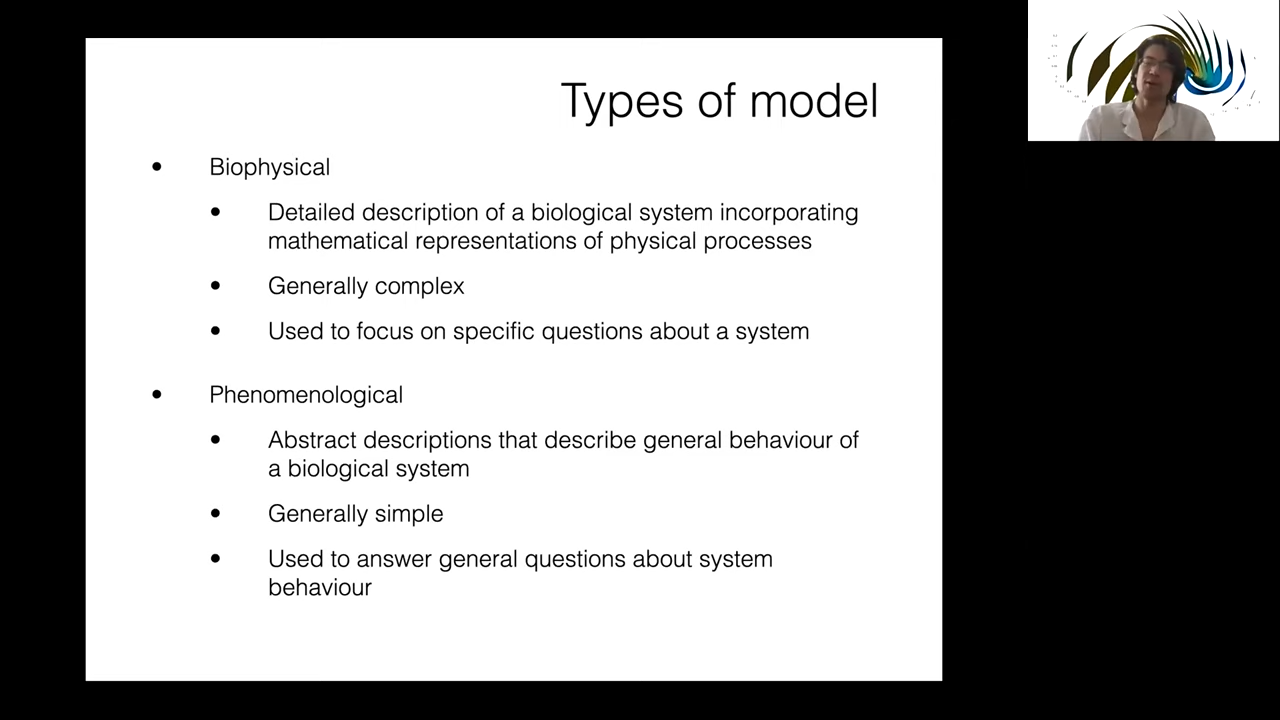 Types of model
• Biophysical
• Detailed description of a biological system incorporating
mathematical representations of physical processes
• Generally complex
• Used to focus on specific questions about a system
• Phenomenological
• Abstract descriptions that describe general behaviour of
a biological system
• Generally simple
• Used to answer general questions about system
behaviour